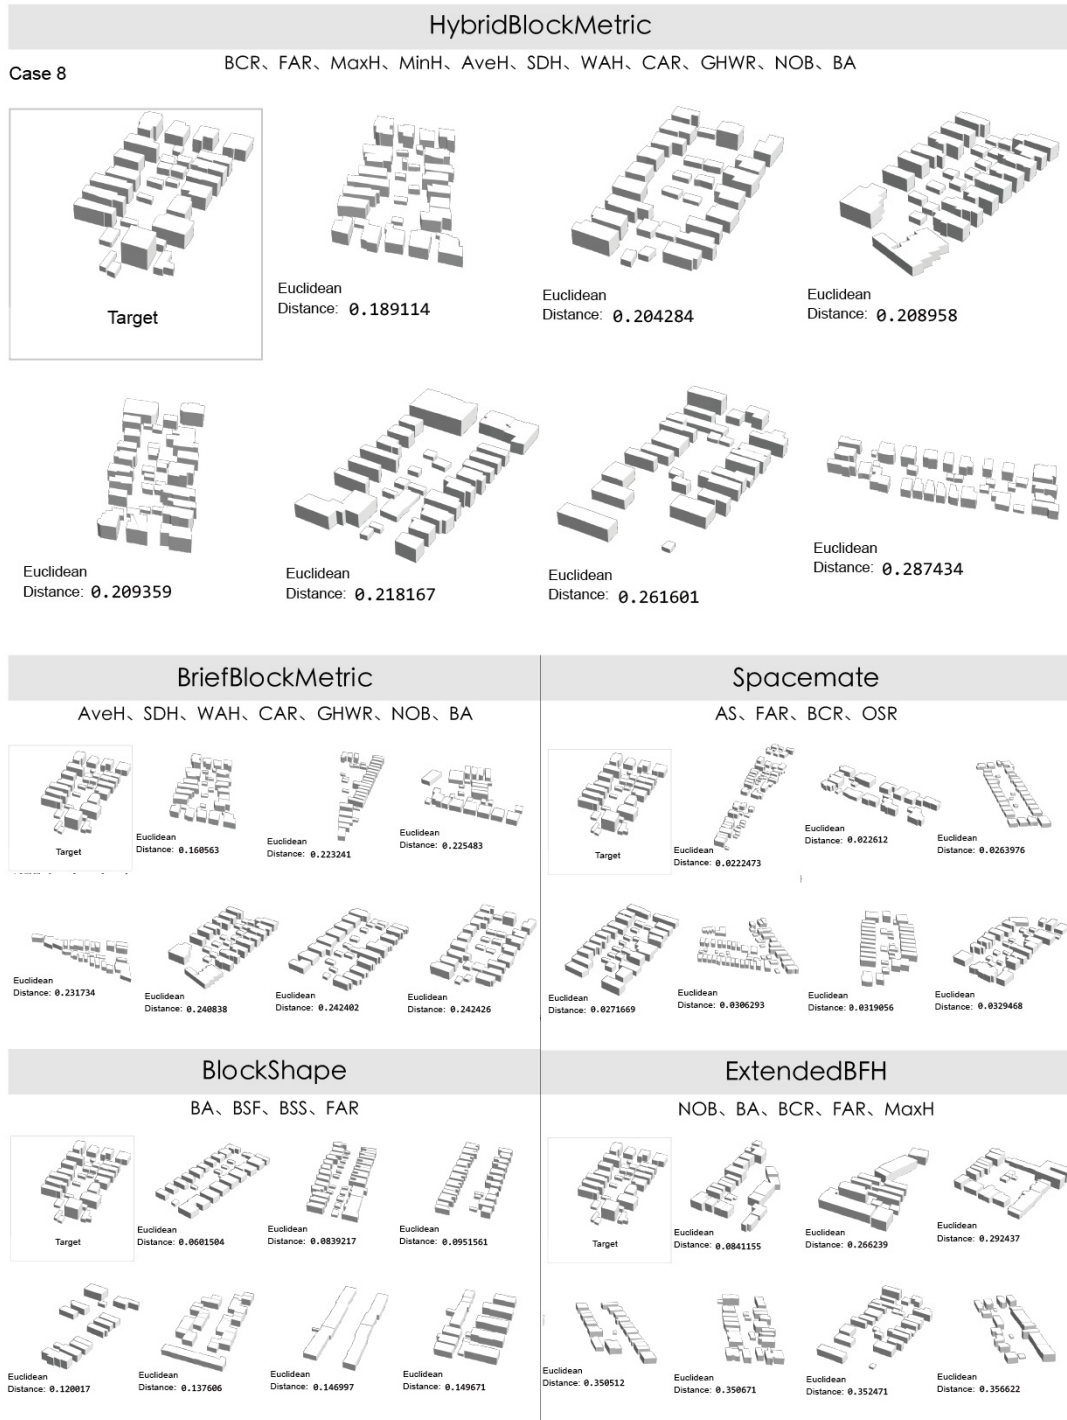 HybridBlockMetric
BCR、FAR、MaxH、MinH、AveH、SDH、WAH、CAR、GHWR、NOB、BA
Case 8
Target
Euclidean
Distance: 0.189114
Euclidean
Distance: 0.204284
Euclidean
Distance: 0.208958
Euclidean
Distance: 0.209359
Euclidean
Distance: 0.218167
Euclidean
Distance: 0.261601
Euclidean
Distance: 0.287434
BriefBlockMetric
AveH、SDH、WAH、CAR、GHWR、NOB、BA
Target
Euclidean
Distance: 0.160563
Euclidean
Distance: 0.223241
Euclidean
Distance: 0.225483
Euclidean
Distance: 0.231734
Euclidean
Distance: 0.240838
Euclidean
Distance: 0.242402
Euclidean
Distance: 0.242426
Spacemate
AS、FAR、BCR、OSR
Target
Euclidean
Distance: 0.0222473
Euclidean
Distance: 0.022612
Euclidean
Distance: 0.0263976
Euclidean
Distance: 0.0271669
Euclidean
Distance: 0.0306293
Euclidean
Distance: 0.0319056
Euclidean
Distance: 0.0329468
BlockShape
BA、BSF、BSS、FAR
Target
Euclidean
Distance: 0.0601504
Euclidean
Distance: 0.0839217
Euclidean
Distance: 0.0951561
Euclidean
Distance: 0.120017
Euclidean
Distance: 0.137606
Euclidean
Distance: 0.146997
Euclidean
Distance: 0.149671
ExtendedBFH
NOB、BA、BCR、FAR、MaxH
Target
Euclidean
Distance: 0.0841155
Euclidean
Distance: 0.266239
Euclidean
Distance: 0.292437
Euclidean
Distance: 0.350512
Euclidean
Distance: 0.350671
Euclidean
Distance: 0.352471
Euclidean
Distance: 0.356622